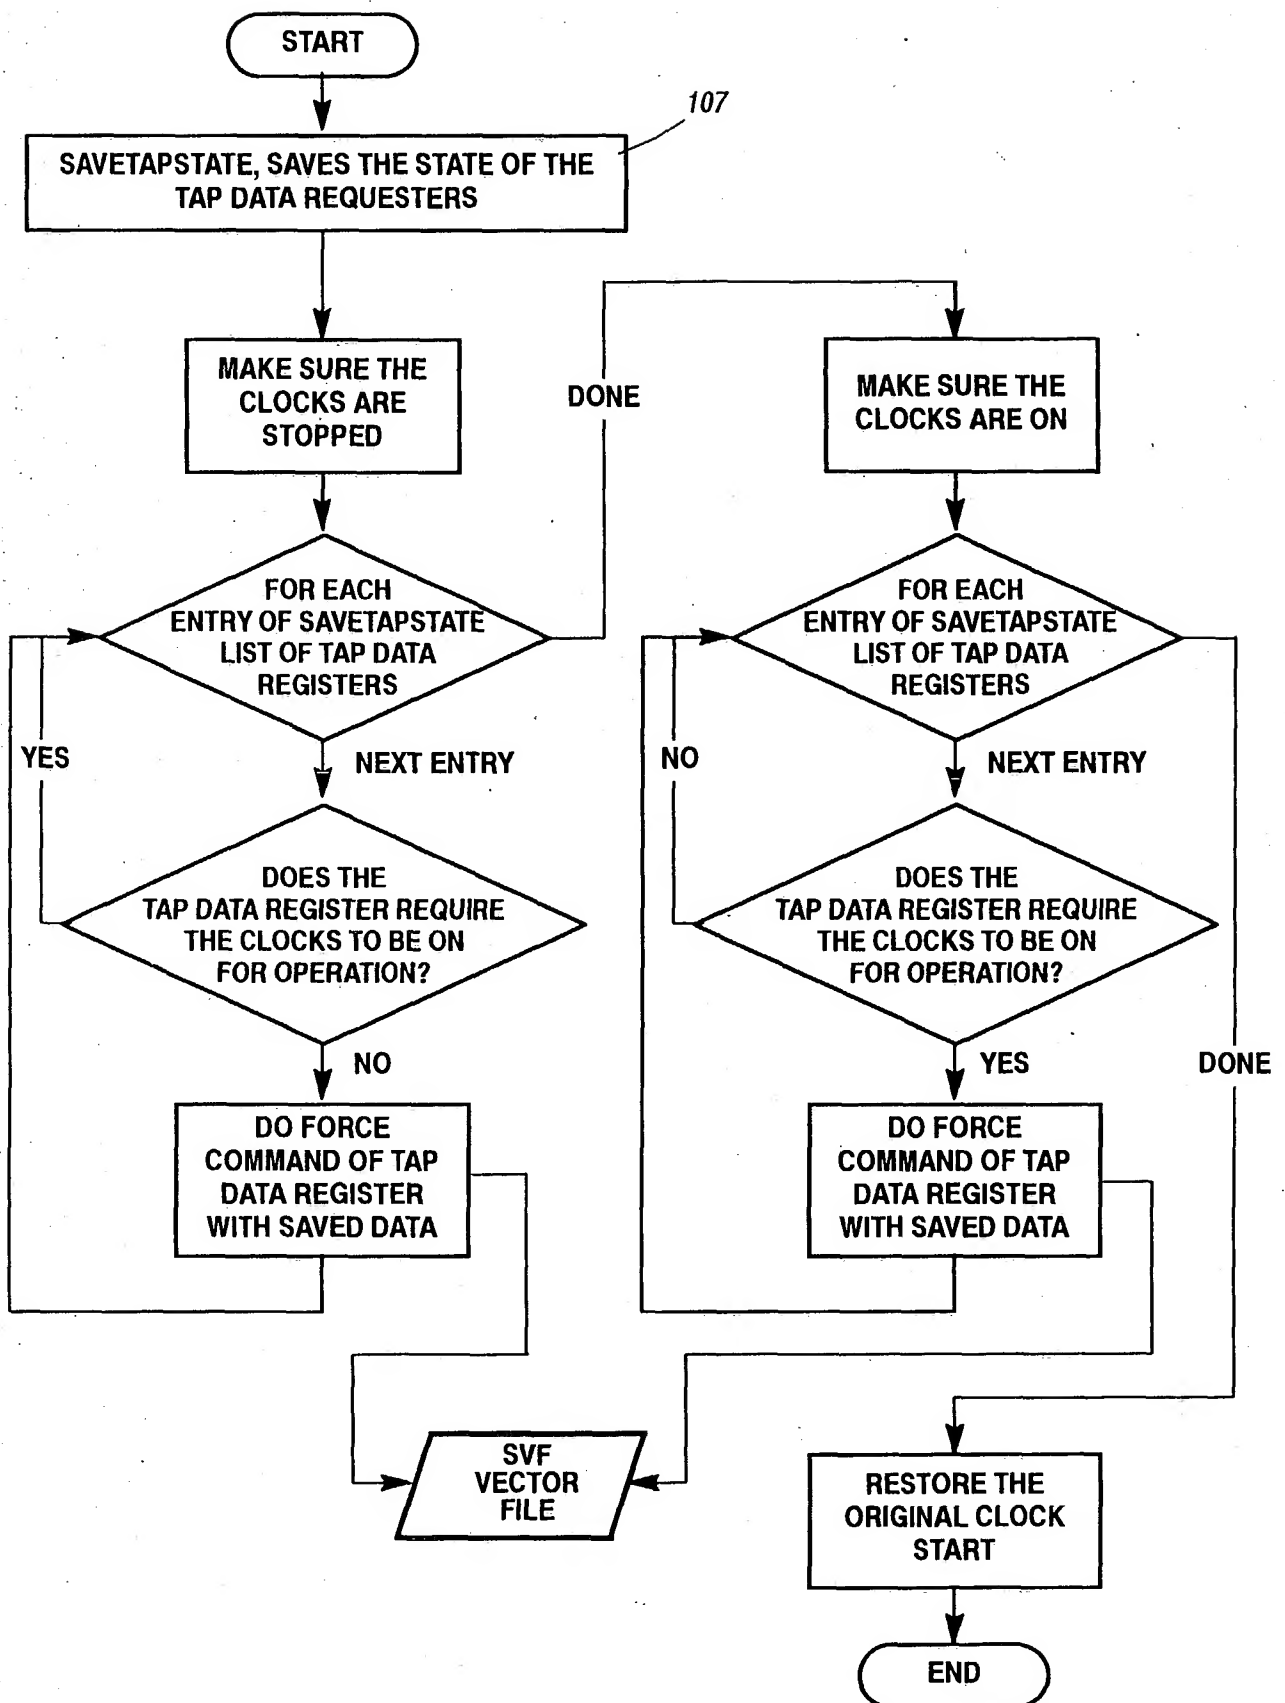 START
107
SAVETAPSTATE, SAVES THE STATE OF THE
TAP DATA REQUESTERS
MAKE SURE THE
CLOCKS ARE
STOPPED
DONE
MAKE SURE THE
CLOCKS ARE ON
FOR EACH
ENTRY OF SAVETAPSTATE
LIST OF TAP DATA
REGISTERS
FOR EACH
ENTRY OF SAVETAPSTATE
LIST OF TAP DATA
REGISTERS
YES
NEXT ENTRY
NO
NEXT ENTRY
DOES THE
TAP DATA REGISTER REQUIRE
THE CLOCKS TO BE ON
FOR OPERATION?
DOES THE
TAP DATA REGISTER REQUIRE
THE CLOCKS TO BE ON
FOR OPERATION?
NO
YES
DONE
DO FORCE
COMMAND OF TAP
DATA REGISTER
WITH SAVED DATA
DO FORCE
COMMAND OF TAP
DATA REGISTER
WITH SAVED DATA
SVF
VECTOR
FILE
RESTORE THE
ORIGINAL CLOCK
START
END